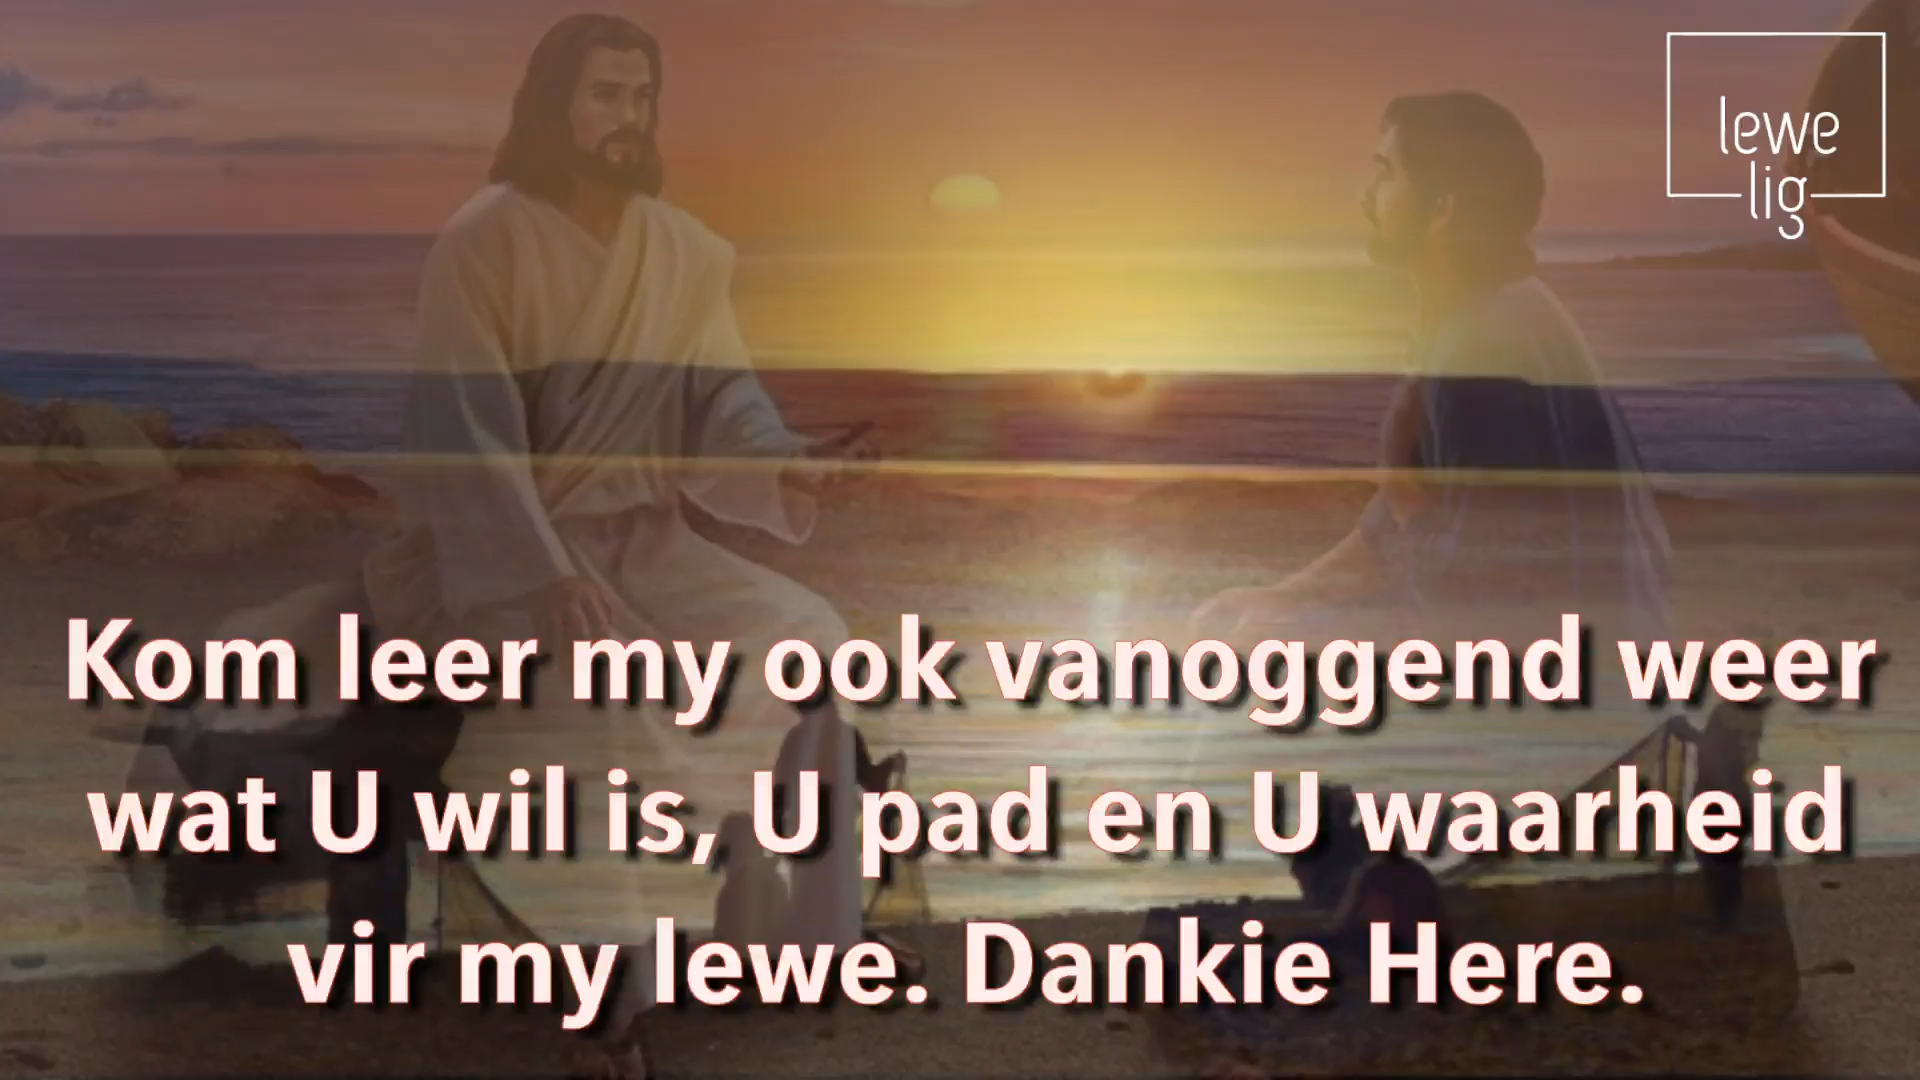 lewe
lig
Kom leer my ook vanoggend weer
wat U wil is, U pad en U waarheid
vir my lewe. Dankie Here.